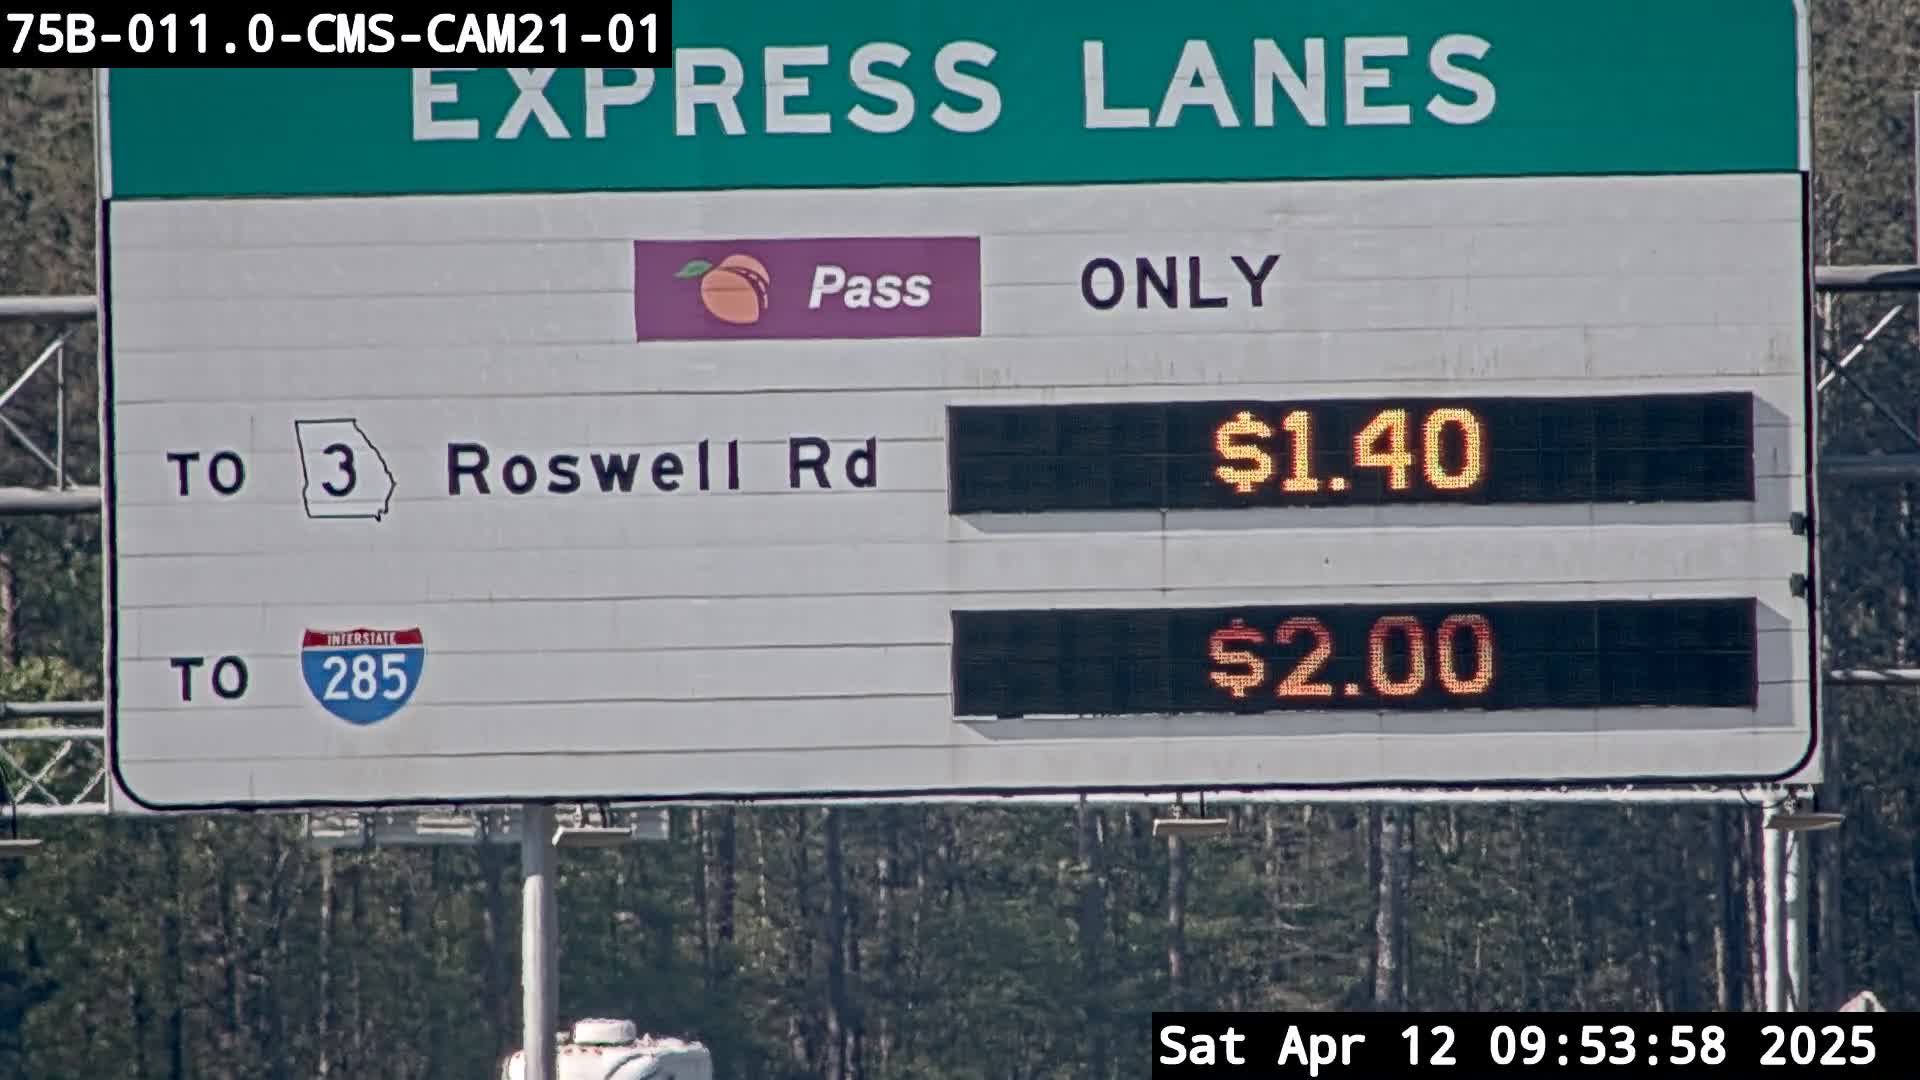 75B-011.0-CMS-CAM21-01
EXPRESS LANES
Pass ONLY
TO 3 Roswell Rd $1.40
INTERSTATE
TO 285 $2.00
Sat Apr 12 09:53:58 2025